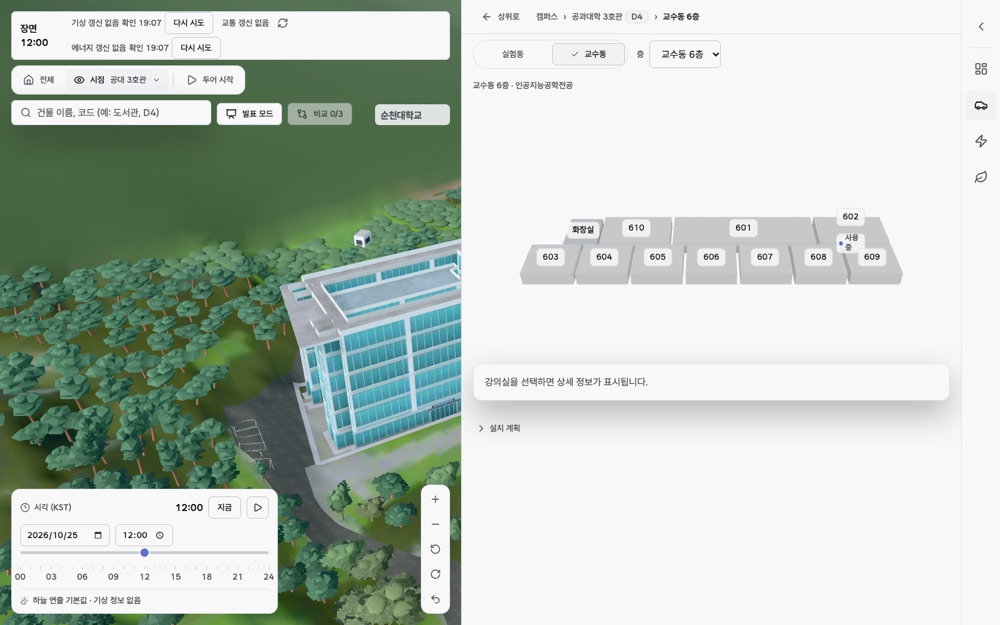 장면
12:00
기상 갱신 없음 확인 19:07 다시 시도 교통 갱신 없음
에너지 갱신 없음 확인 19:07 다시 시도
전체 시점 공대 3호관 투어 시작
건물 이름, 코드 (예: 도서관, D4) 발표 모드 비교 0/3 순천대학교
시각 (KST) 12:00 지금
2026/10/25 12:00
00 03 06 09 12 15 18 21 24
하늘 연출 기본값 · 기상 정보 없음
상위로 캠퍼스 › 공과대학 3호관 D4 › 교수동 6층
실험동 교수동 층 교수동 6층
교수동 6층 · 인공지능공학전공
602
화장실 610 601
사용
중
603 604 605 606 607 608 609
강의실을 선택하면 상세 정보가 표시됩니다.
설치 계획